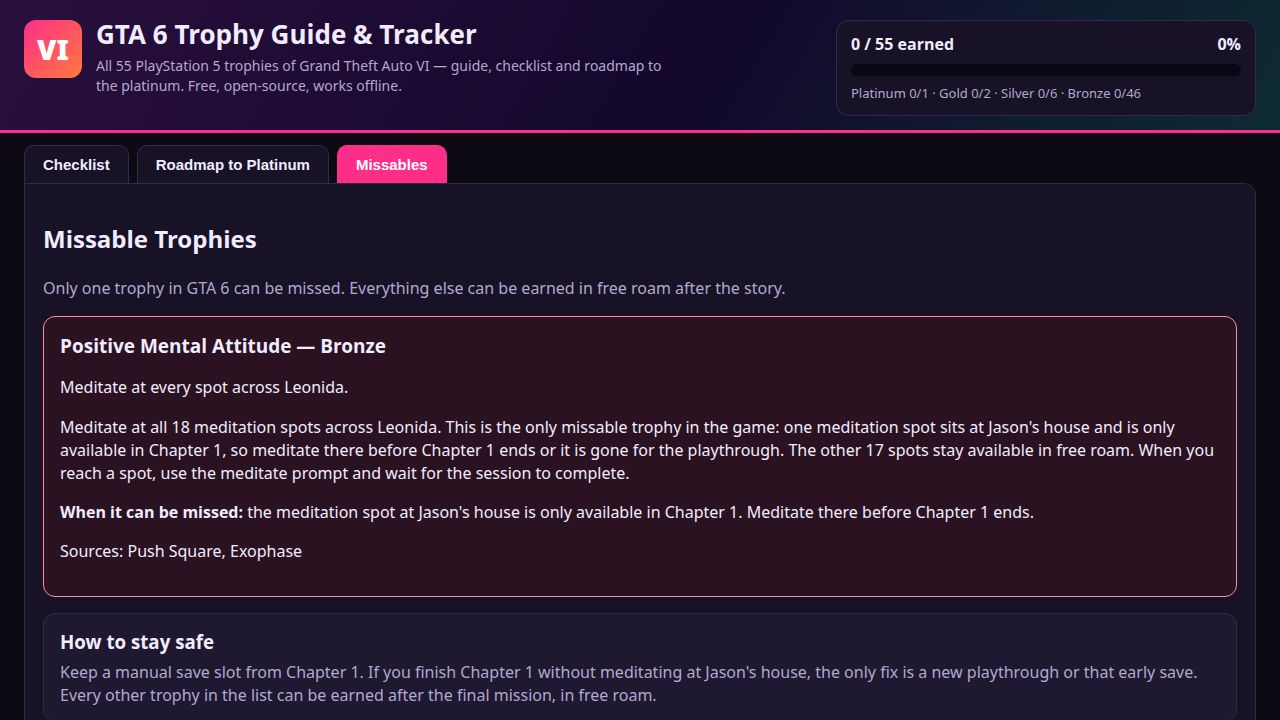 VI
GTA 6 Trophy Guide & Tracker
All 55 PlayStation 5 trophies of Grand Theft Auto VI — guide, checklist and roadmap to
the platinum. Free, open-source, works offline.
0 / 55 earned 0%
Platinum 0/1 · Gold 0/2 · Silver 0/6 · Bronze 0/46
Checklist Roadmap to Platinum Missables
Missable Trophies
Only one trophy in GTA 6 can be missed. Everything else can be earned in free roam after the story.
Positive Mental Attitude — Bronze
Meditate at every spot across Leonida.
Meditate at all 18 meditation spots across Leonida. This is the only missable trophy in the game: one meditation spot sits at Jason's house and is only
available in Chapter 1, so meditate there before Chapter 1 ends or it is gone for the playthrough. The other 17 spots stay available in free roam. When you
reach a spot, use the meditate prompt and wait for the session to complete.
When it can be missed: the meditation spot at Jason's house is only available in Chapter 1. Meditate there before Chapter 1 ends.
Sources: Push Square, Exophase
How to stay safe
Keep a manual save slot from Chapter 1. If you finish Chapter 1 without meditating at Jason's house, the only fix is a new playthrough or that early save.
Every other trophy in the list can be earned after the final mission, in free roam.